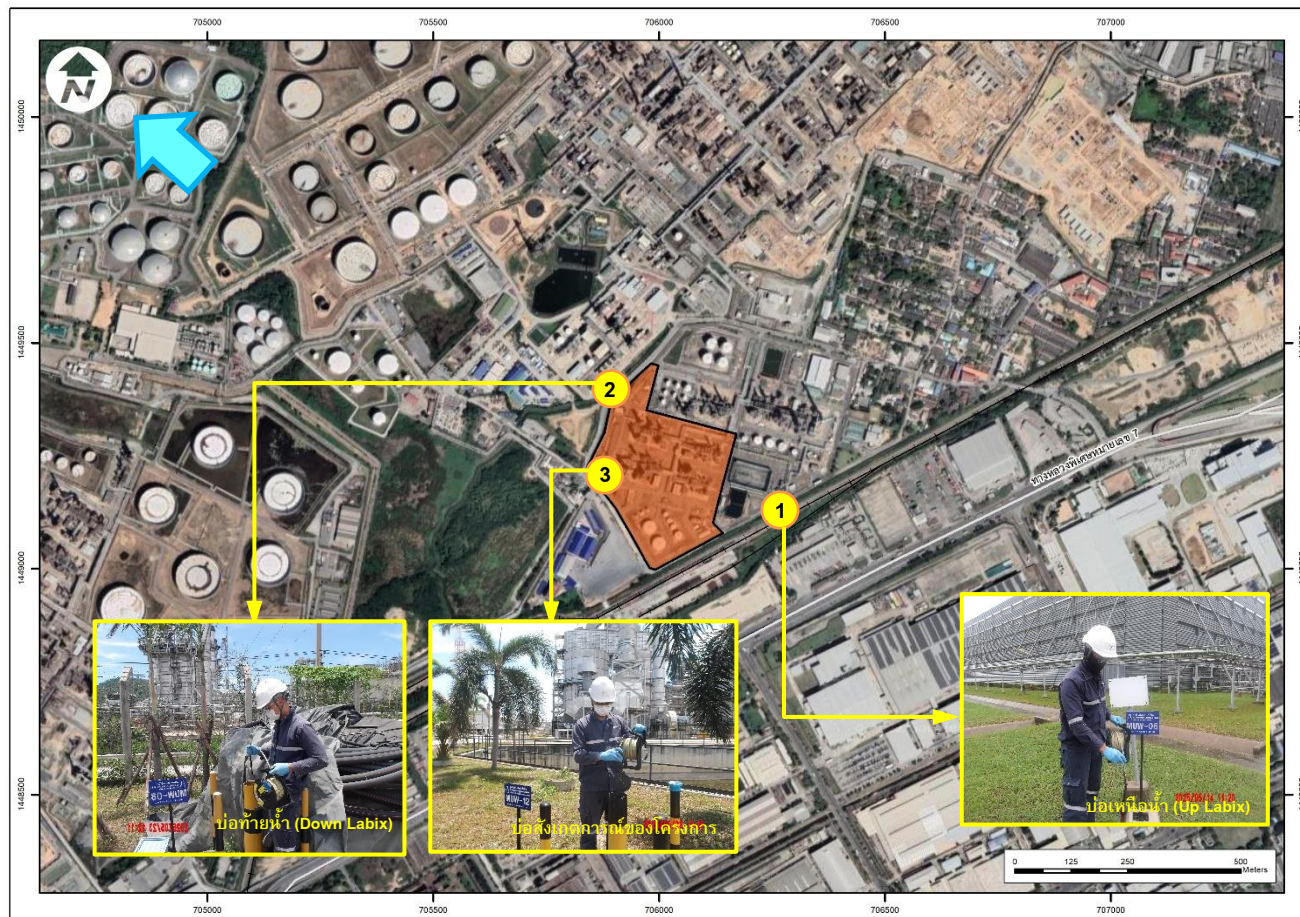 705000 705500 706000 706500 707000
N
1450000
1449500
1449000
1448500
ทางหลวงพิเศษหมายเลข 7
2
3
1
บ่อท้ายน้ำ (Down Labix)
MUW-12
บ่อสังเกตการณ์ของโครงการ
MUW-06
บ่อเหนือน้ำ (Up Labix)
0 125 250 500
Meters
705000 705500 706000 706500 707000